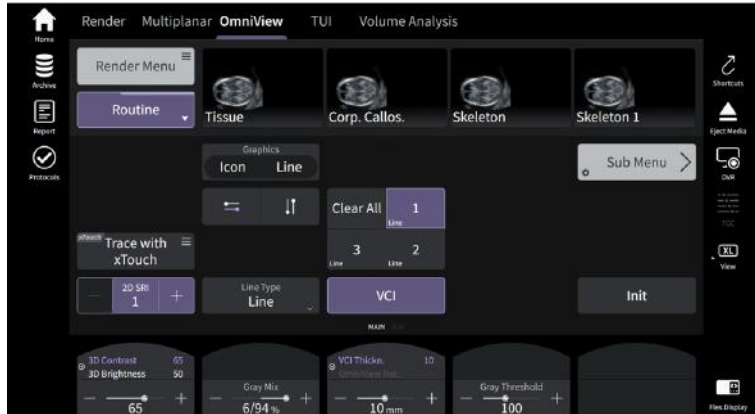 Render Multiplanar OmniView TUI Volume Analysis
Home
Archive
Report
Protocols
Render Menu
Routine
Tissue
Corp. Callos.
Skeleton
Skeleton 1
Graphics
Icon Line
Sub Menu
Clear All
1
Line
3
Line
2
Line
xTouch
Trace with
xTouch
2D SRI
1
Line Type
Line
VCI
Init
MAIN
3D Contrast 65
3D Brightness 50
65
Gray Mix
6/94 %
VCI Thickn. 10
10 mm
Gray Threshold
100
Shortcuts
Eject Media
DVR
TGC
XL
View
Flex.Display